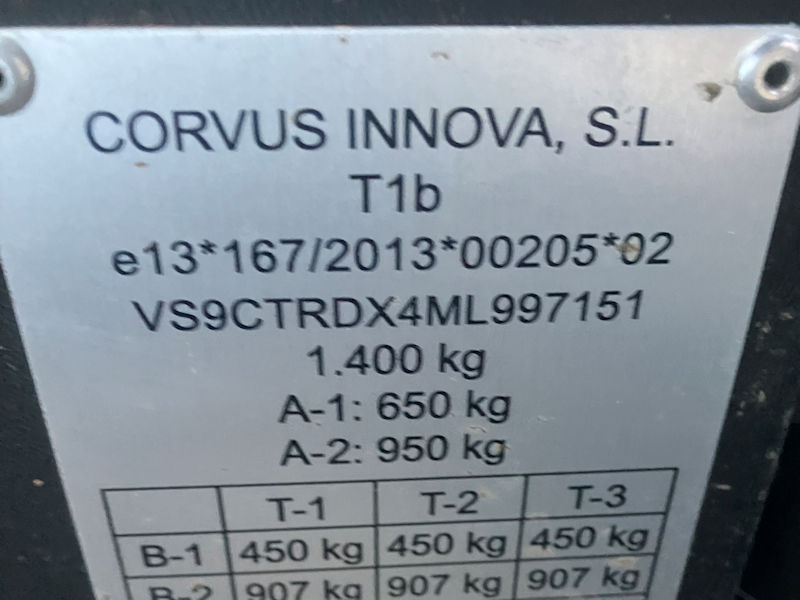 CORVUS INNOVA, S.L.
T1b
e13*167/2013*00205*02
VS9CTRDX4ML997151
1.400 kg
A-1: 650 kg
A-2: 950 kg
T-1 T-2 T-3
B-1 450 kg 450 kg 450 kg
B-2 907 kg 907 kg 907 kg